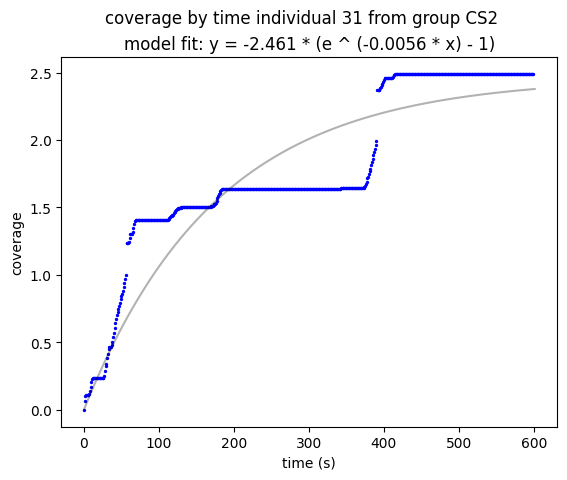 coverage by time individual 31 from group CS2
model fit: y = -2.461 * (e ^ (-0.0056 * x) - 1)
2.5
2.0
1.5
1.0
0.5
0.0
coverage
0 100 200 300 400 500 600
time (s)